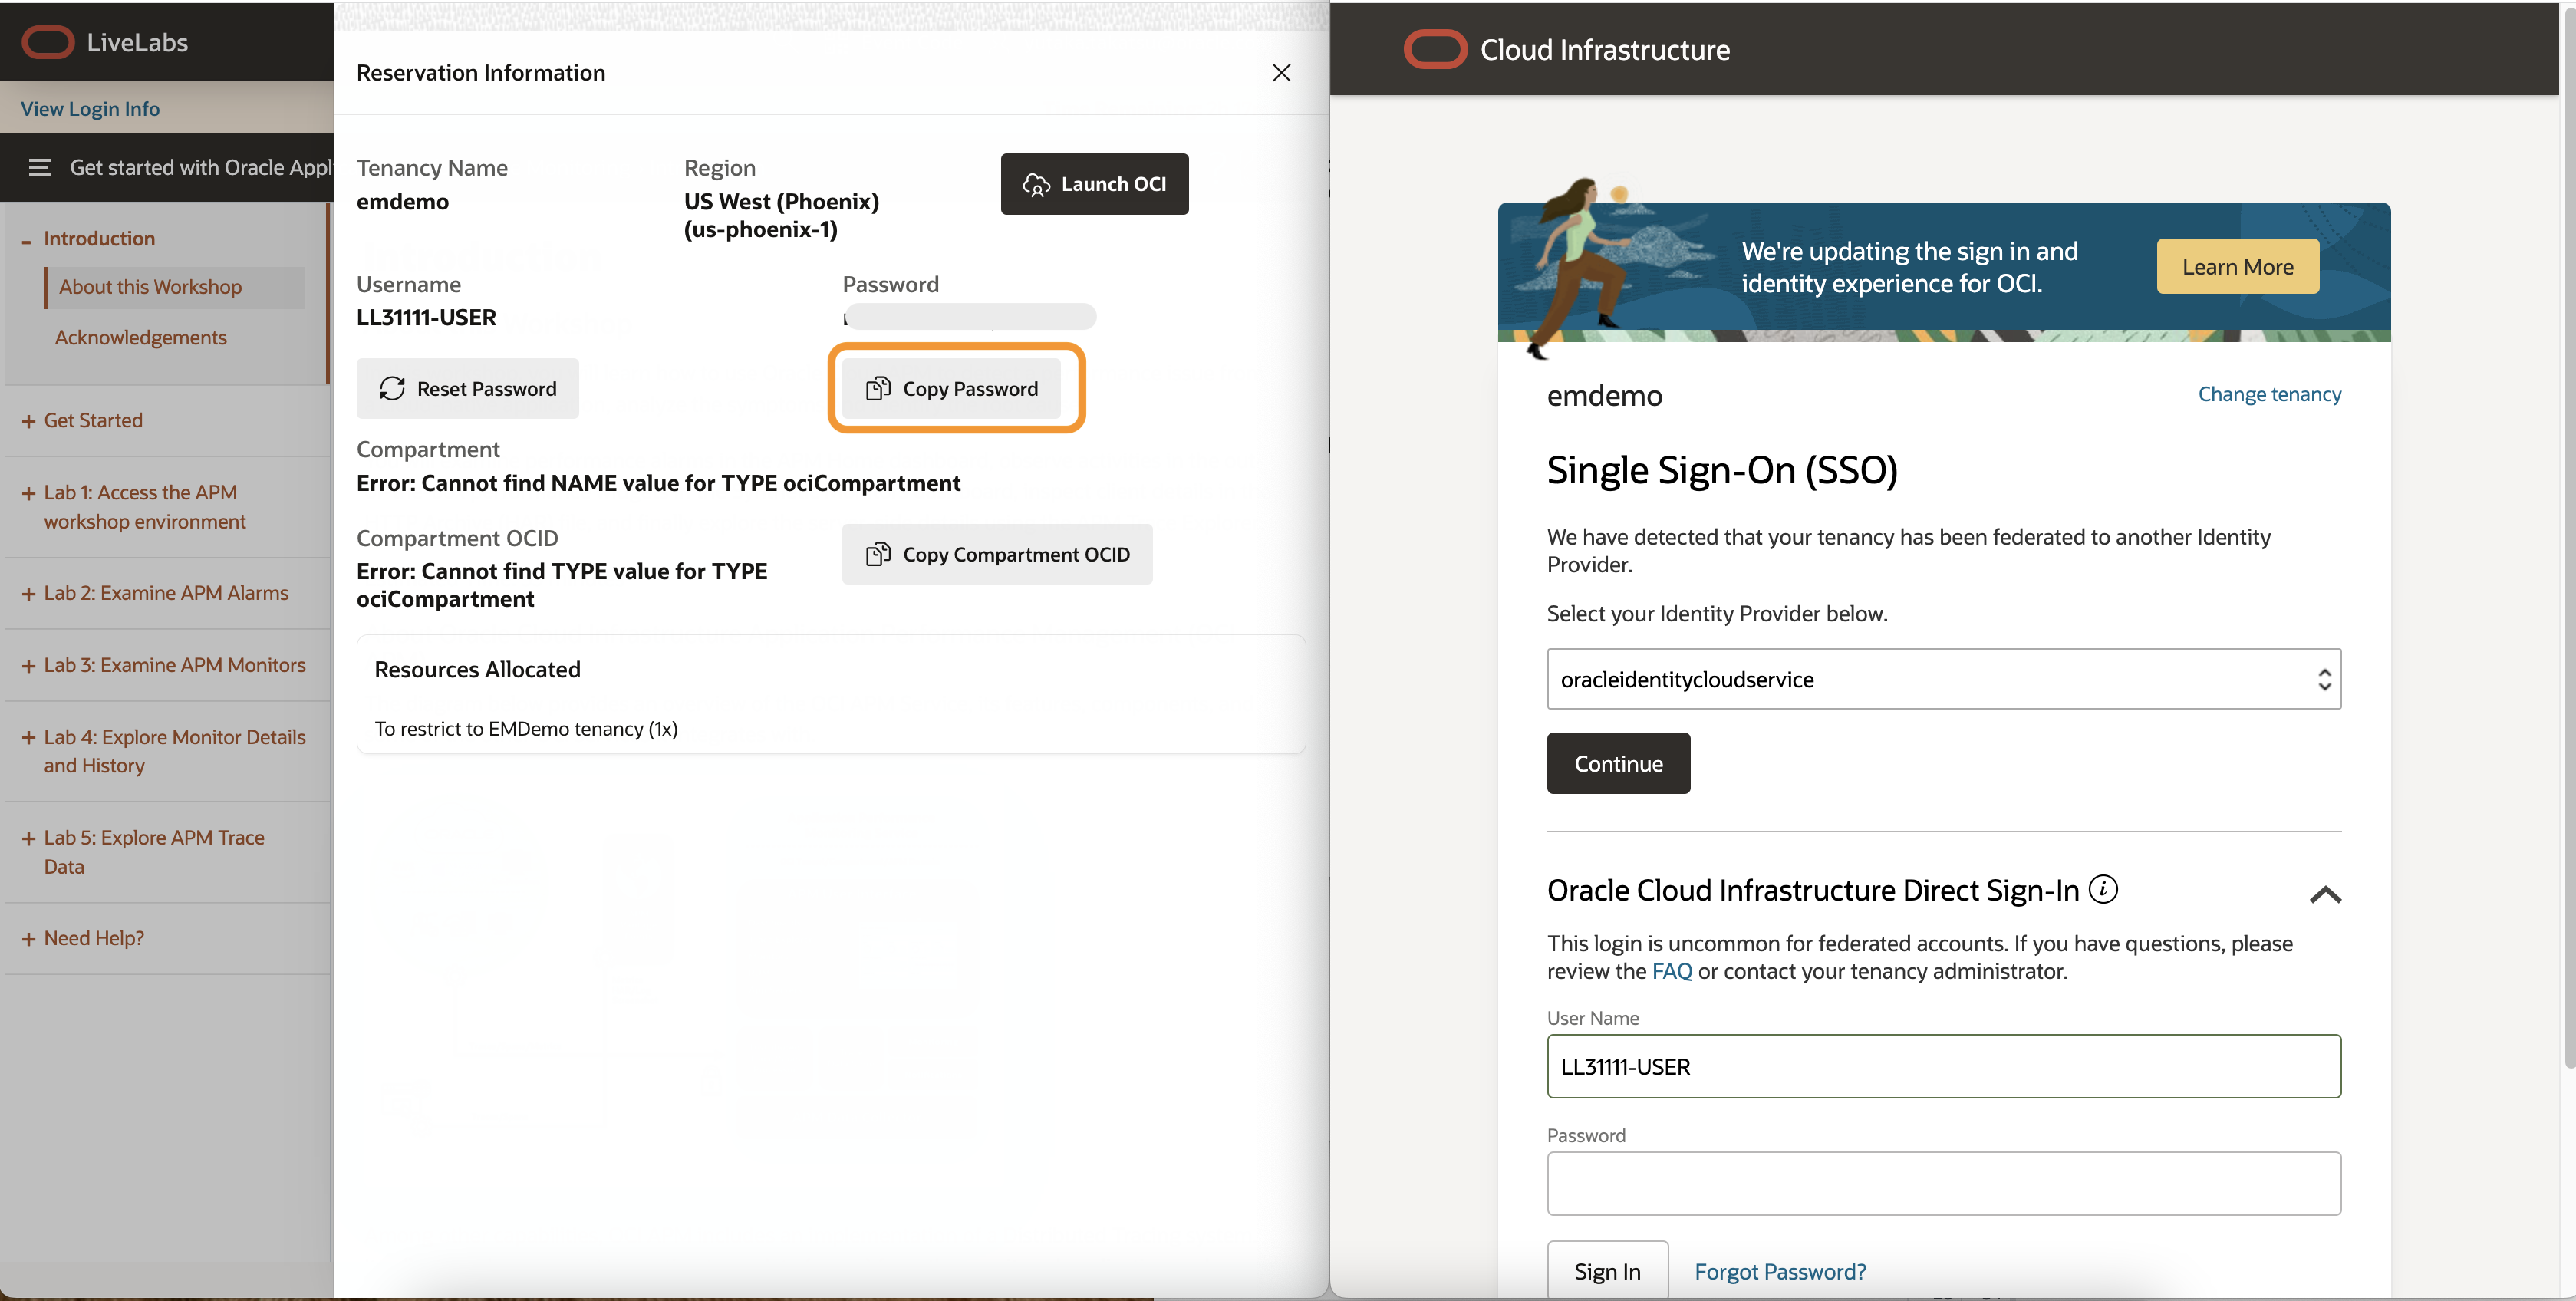 LiveLabs
View Login Info
Get started with Oracle Appli
- Introduction
About this Workshop
Acknowledgements
+ Get Started
+ Lab 1: Access the APM
workshop environment
+ Lab 2: Examine APM Alarms
+ Lab 3: Examine APM Monitors
+ Lab 4: Explore Monitor Details
and History
+ Lab 5: Explore APM Trace
Data
+ Need Help?
Reservation Information
Tenancy Name
emdemo
Region
US West (Phoenix)
(us-phoenix-1)
Launch OCI
Username
LL31111-USER
Password
Reset Password
Copy Password
Compartment
Error: Cannot find NAME value for TYPE ociCompartment
Compartment OCID
Error: Cannot find TYPE value for TYPE
ociCompartment
Copy Compartment OCID
Resources Allocated
To restrict to EMDemo tenancy (1x)
Cloud Infrastructure
We're updating the sign in and
identity experience for OCI.
Learn More
emdemo
Change tenancy
Single Sign-On (SSO)
We have detected that your tenancy has been federated to another Identity
Provider.
Select your Identity Provider below.
oracleidentitycloudservice
Continue
Oracle Cloud Infrastructure Direct Sign-In
This login is uncommon for federated accounts. If you have questions, please
review the FAQ or contact your tenancy administrator.
User Name
LL31111-USER
Password
Sign In
Forgot Password?